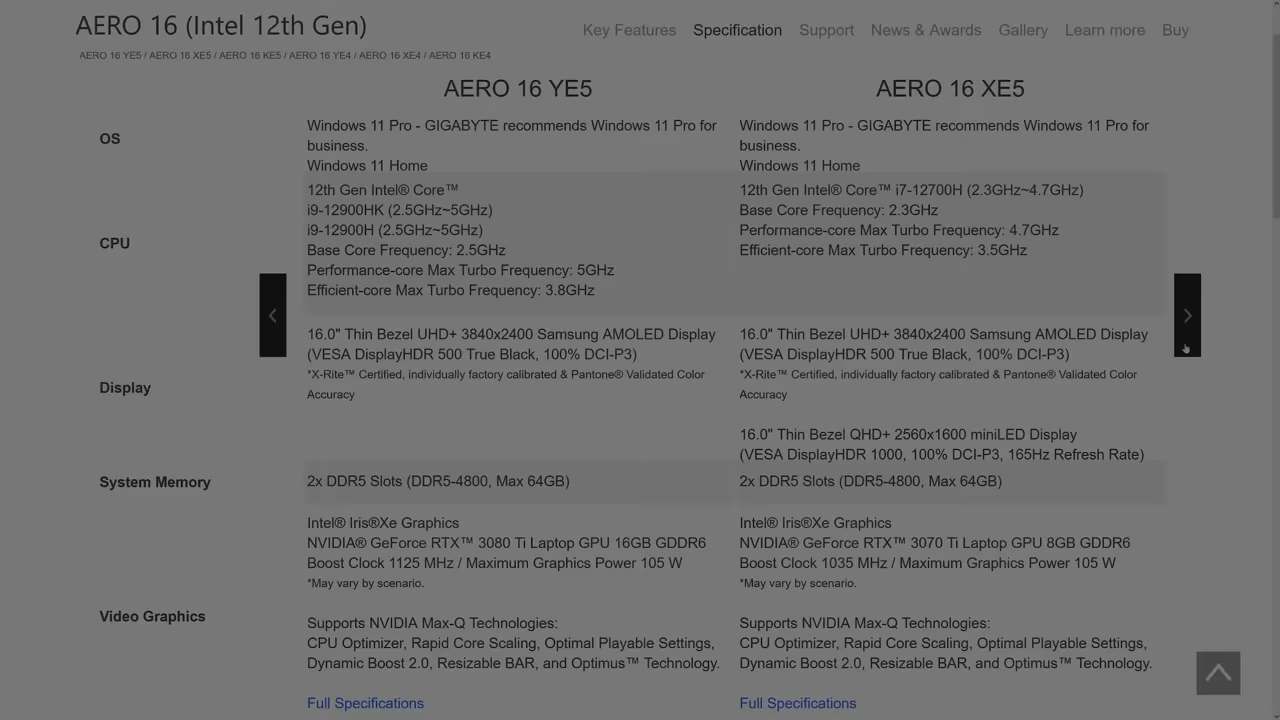 AERO 16 (Intel 12th Gen)
Key Features Specification Support News & Awards Gallery Learn more Buy
AERO 16 YE5 / AERO 16 XE5 / AERO 16 KE5 / AERO 16 YE4 / AERO 16 XE4 / AERO 16 KE4
AERO 16 YE5
AERO 16 XE5
OS
Windows 11 Pro - GIGABYTE recommends Windows 11 Pro for
business.
Windows 11 Home
Windows 11 Pro - GIGABYTE recommends Windows 11 Pro for
business.
Windows 11 Home
CPU
12th Gen Intel® Core™
i9-12900HK (2.5GHz~5GHz)
i9-12900H (2.5GHz~5GHz)
Base Core Frequency: 2.5GHz
Performance-core Max Turbo Frequency: 5GHz
Efficient-core Max Turbo Frequency: 3.8GHz
12th Gen Intel® Core™ i7-12700H (2.3GHz~4.7GHz)
Base Core Frequency: 2.3GHz
Performance-core Max Turbo Frequency: 4.7GHz
Efficient-core Max Turbo Frequency: 3.5GHz
Display
16.0" Thin Bezel UHD+ 3840x2400 Samsung AMOLED Display
(VESA DisplayHDR 500 True Black, 100% DCI-P3)
*X-Rite™ Certified, individually factory calibrated & Pantone® Validated Color
Accuracy
16.0" Thin Bezel UHD+ 3840x2400 Samsung AMOLED Display
(VESA DisplayHDR 500 True Black, 100% DCI-P3)
*X-Rite™ Certified, individually factory calibrated & Pantone® Validated Color
Accuracy
16.0" Thin Bezel QHD+ 2560x1600 miniLED Display
(VESA DisplayHDR 1000, 100% DCI-P3, 165Hz Refresh Rate)
System Memory
2x DDR5 Slots (DDR5-4800, Max 64GB)
2x DDR5 Slots (DDR5-4800, Max 64GB)
Video Graphics
Intel® Iris®Xe Graphics
NVIDIA® GeForce RTX™ 3080 Ti Laptop GPU 16GB GDDR6
Boost Clock 1125 MHz / Maximum Graphics Power 105 W
*May vary by scenario.
Supports NVIDIA Max-Q Technologies:
CPU Optimizer, Rapid Core Scaling, Optimal Playable Settings,
Dynamic Boost 2.0, Resizable BAR, and Optimus™ Technology.
Full Specifications
Intel® Iris®Xe Graphics
NVIDIA® GeForce RTX™ 3070 Ti Laptop GPU 8GB GDDR6
Boost Clock 1035 MHz / Maximum Graphics Power 105 W
*May vary by scenario.
Supports NVIDIA Max-Q Technologies:
CPU Optimizer, Rapid Core Scaling, Optimal Playable Settings,
Dynamic Boost 2.0, Resizable BAR, and Optimus™ Technology.
Full Specifications